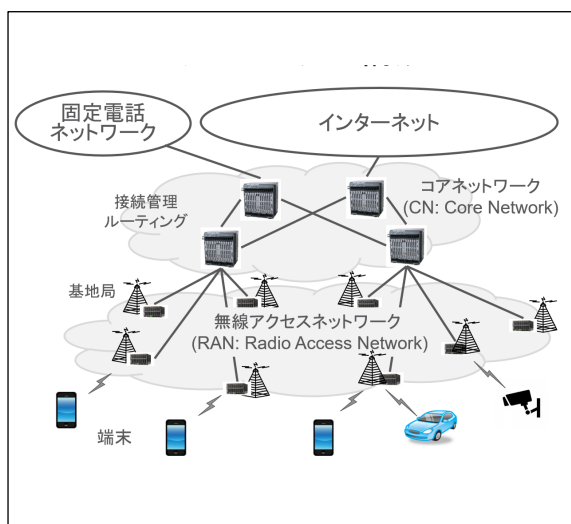 固定電話
ネットワーク
インターネット
接続管理
ルーティング
コアネットワーク
(CN: Core Network)
基地局
無線アクセスネットワーク
(RAN: Radio Access Network)
端末